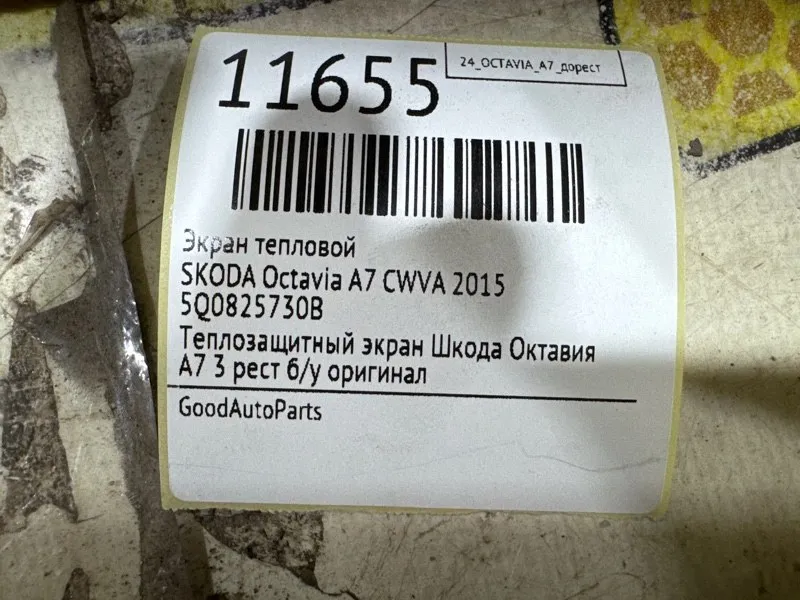 11655
24_OCTAVIA_A7_дорест
Экран тепловой
SKODA Octavia A7 CWVA 2015
5Q0825730B
Теплозащитный экран Шкода Октавия
А7 3 рест б/у оригинал
GoodAutoParts